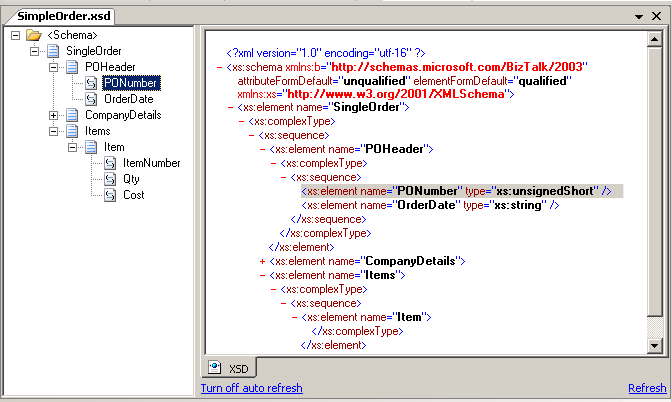 SimpleOrder.xsd
<Schema>
SingleOrder
POHeader
PONumber
OrderDate
CompanyDetails
Items
Item
ItemNumber
Qty
Cost
<?xml version="1.0" encoding="utf-16" ?>
- <xs:schema xmlns:b="http://schemas.microsoft.com/BizTalk/2003"
attributeFormDefault="unqualified" elementFormDefault="qualified"
xmlns:xs="http://www.w3.org/2001/XMLSchema">
- <xs:element name="SingleOrder">
- <xs:complexType>
- <xs:sequence>
- <xs:element name="POHeader">
- <xs:complexType>
- <xs:sequence>
<xs:element name="PONumber" type="xs:unsignedShort" />
<xs:element name="OrderDate" type="xs:string" />
</xs:sequence>
</xs:complexType>
</xs:element>
+ <xs:element name="CompanyDetails">
- <xs:element name="Items">
- <xs:complexType>
- <xs:sequence>
- <xs:element name="Item">
</xs:complexType>
</xs:element>
XSD
Turn off auto refresh
Refresh